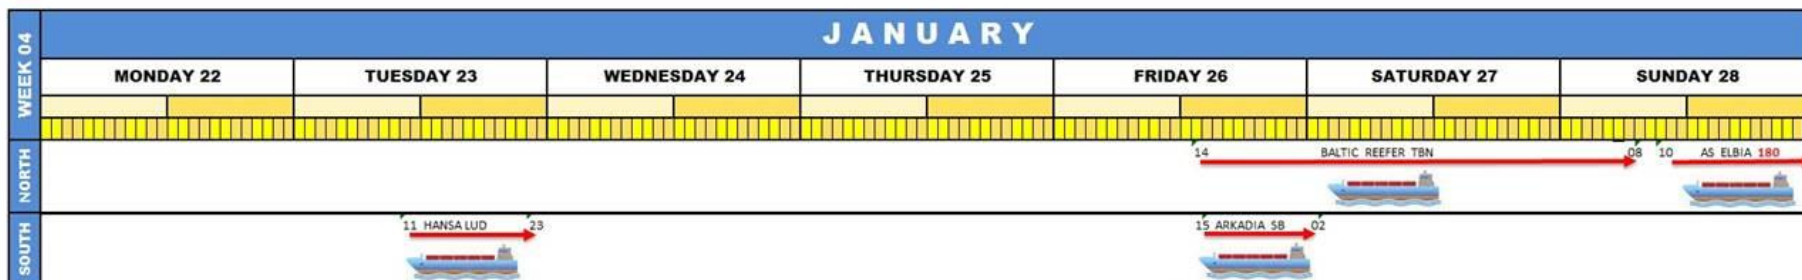 WEEK 04
JANUARY
MONDAY 22 TUESDAY 23 WEDNESDAY 24 THURSDAY 25 FRIDAY 26 SATURDAY 27 SUNDAY 28
NORTH
14 BALTIC REEFER TBN 08 10 AS ELBIA 180
SOUTH
11 HANSA LUD 23 15 ARKADIA SB 02